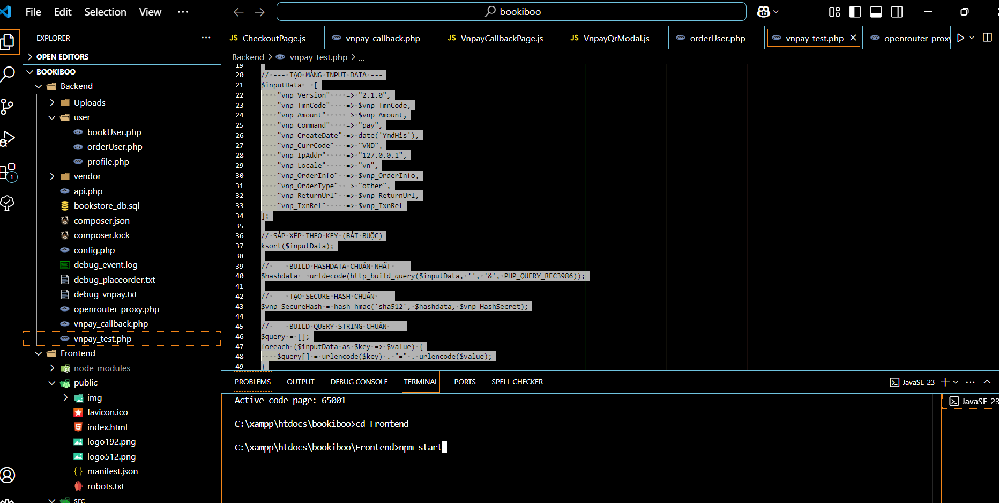 File Edit Selection View ··· bookiboo
EXPLORER ···
OPEN EDITORS
BOOKIBOO
Backend
Uploads
user
bookUser.php
orderUser.php
profile.php
vendor
api.php
bookstore_db.sql
composer.json
composer.lock
config.php
debug_event.log
debug_placeorder.txt
debug_vnpay.txt
openrouter_proxy.php
vnpay_callback.php
vnpay_test.php
Frontend
node_modules
public
img
favicon.ico
index.html
logo192.png
logo512.png
manifest.json
robots.txt
src
1
JS CheckoutPage.js php vnpay_callback.php JS VnpayCallbackPage.js JS VnpayQrModal.js php orderUser.php php vnpay_test.php php openrouter_proxy
Backend > vnpay_test.php > ...
19
20 // --- TẠO MẢNG INPUT DATA ---
21 $inputData = [
22 "vnp_Version" => "2.1.0",
23 "vnp_TmnCode" => $vnp_TmnCode,
24 "vnp_Amount" => $vnp_Amount,
25 "vnp_Command" => "pay",
26 "vnp_CreateDate" => date('YmdHis'),
27 "vnp_CurrCode" => "VND",
28 "vnp_IpAddr" => "127.0.0.1",
29 "vnp_Locale" => "vn",
30 "vnp_OrderInfo" => $vnp_OrderInfo,
31 "vnp_OrderType" => "other",
32 "vnp_ReturnUrl" => $vnp_ReturnUrl,
33 "vnp_TxnRef" => $vnp_TxnRef
34 ];
35
36 // SẮP XẾP THEO KEY (BẮT BUỘC)
37 ksort($inputData);
38
39 // --- BUILD HASHDATA CHUẨN NHẤT ---
40 $hashdata = urldecode(http_build_query($inputData, '', '&', PHP_QUERY_RFC3986));
41
42 // --- TẠO SECURE HASH CHUẨN ---
43 $vnp_SecureHash = hash_hmac('sha512', $hashdata, $vnp_HashSecret);
44
45 // --- BUILD QUERY STRING CHUẨN ---
46 $query = [];
47 foreach ($inputData as $key => $value) {
48 $query[] = urlencode($key) . "=" . urlencode($value);
49 }
PROBLEMS OUTPUT DEBUG CONSOLE TERMINAL PORTS SPELL CHECKER JavaSE-23
Active code page: 65001
C:\xampp\htdocs\bookiboo>cd Frontend
C:\xampp\htdocs\bookiboo\Frontend>npm start
JavaSE-23